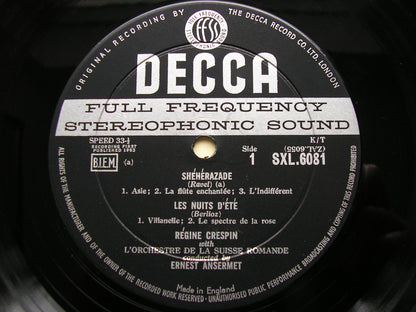 ORIGINAL RECORDING BY
THE DECCA RECORD CO. LTD. LONDON
FULL FREQUENCY
FFSS
DECCA
FULL FREQUENCY
STEREOPHONIC SOUND
SPEED 33⅓
RECORDING FIRST
PUBLISHED 1963
B.I.E.M.
(a)
Side
1
(ZAL.6055)
K/T
SXL.6081
SHÉHÉRAZADE
(Ravel) (a)
1. Asie; 2. La flûte enchantée; 3. L'Indifférent
LES NUITS D'ÉTÉ
(Berlioz)
1. Villanelle; 2. Le spectre de la rose
RÉGINE CRESPIN
with
L'ORCHESTRE DE LA SUISSE ROMANDE
conducted by
ERNEST ANSERMET
Made in England
ALL RIGHTS OF THE MANUFACTURER AND OF THE OWNER OF THE RECORDED WORK RESERVED · UNAUTHORISED PUBLIC PERFORMANCE BROADCASTING AND COPYING OF THIS RECORD PROHIBITED